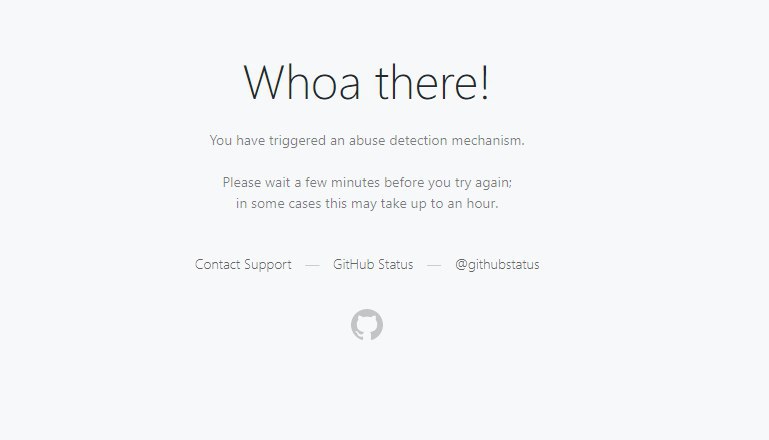 Whoa there!
You have triggered an abuse detection mechanism.
Please wait a few minutes before you try again;
in some cases this may take up to an hour.
Contact Support — GitHub Status — @githubstatus